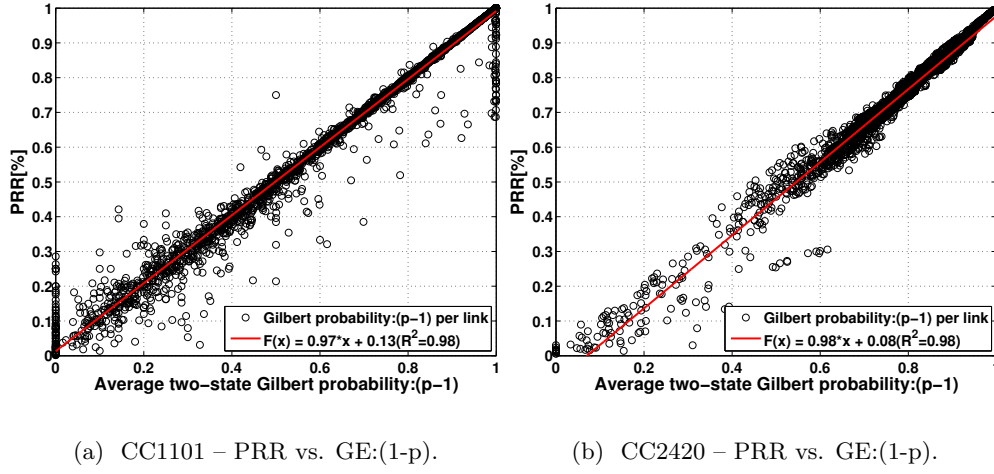 1
0.9
0.8
0.7
0.6
0.5
0.4
0.3
0.2
0.1
0
PRR[%]
0 0.2 0.4 0.6 0.8 1
Average two-state Gilbert probability:(p-1)
Gilbert probability:(p-1) per link
F(x) = 0.97*x + 0.13(R²=0.98)
(a) CC1101 – PRR vs. GE:(1-p).
1
0.9
0.8
0.7
0.6
0.5
0.4
0.3
0.2
0.1
0
PRR[%]
0 0.2 0.4 0.6 0.8 1
Average two-state Gilbert probability:(p-1)
Gilbert probability:(p-1) per link
F(x) = 0.98*x + 0.08(R²=0.98)
(b) CC2420 – PRR vs. GE:(1-p).